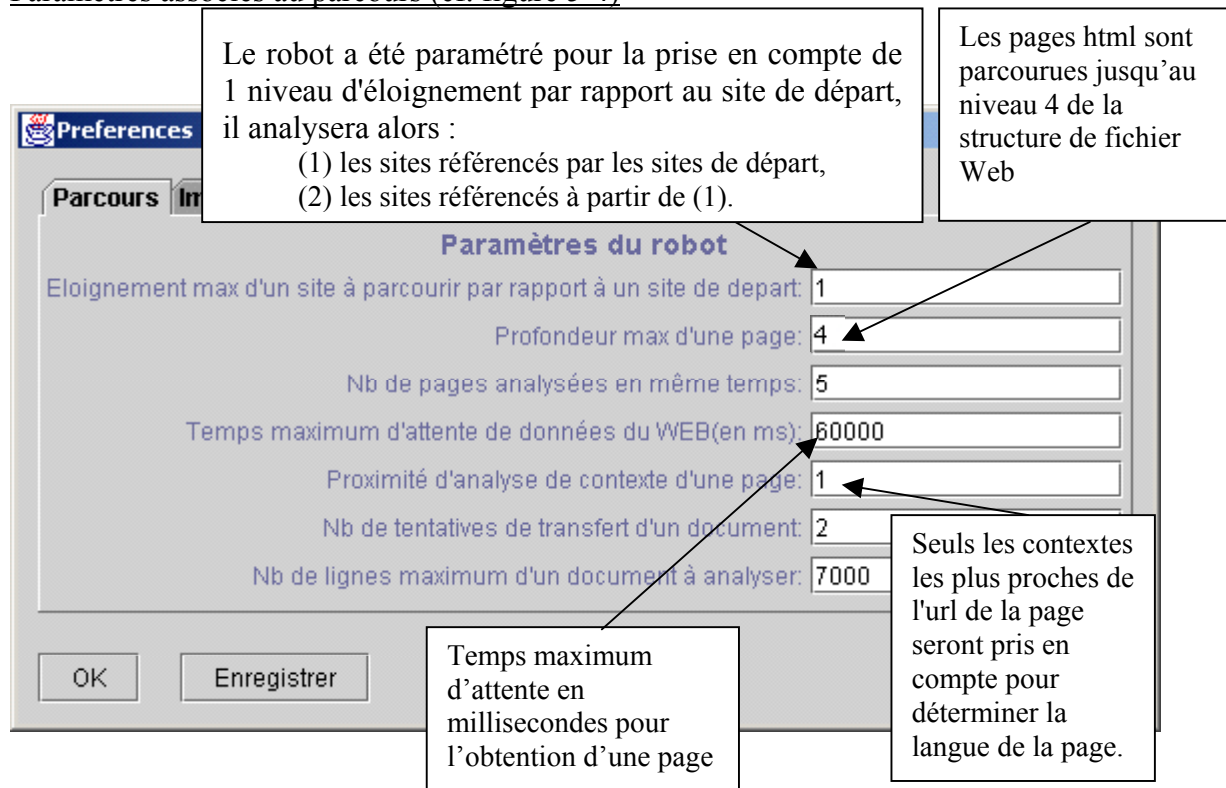 Paramètres associés au parcours (cf. figure 5-7)
Le robot a été paramétré pour la prise en compte de
1 niveau d'éloignement par rapport au site de départ,
il analysera alors :
(1) les sites référencés par les sites de départ,
(2) les sites référencés à partir de (1).
Les pages html sont
parcourues jusqu’au
niveau 4 de la
structure de fichier
Web
Preferences
Parcours
Paramètres du robot
Eloignement max d'un site à parcourir par rapport à un site de depart: 1
Profondeur max d'une page: 4
Nb de pages analysées en même temps: 5
Temps maximum d'attente de données du WEB(en ms): 60000
Proximité d'analyse de contexte d'une page: 1
Nb de tentatives de transfert d'un document: 2
Nb de lignes maximum d'un document à analyser: 7000
Seuls les contextes
les plus proches de
l'url de la page
seront pris en
compte pour
déterminer la
langue de la page.
Temps maximum
d’attente en
millisecondes pour
l’obtention d’une page
OK Enregistrer